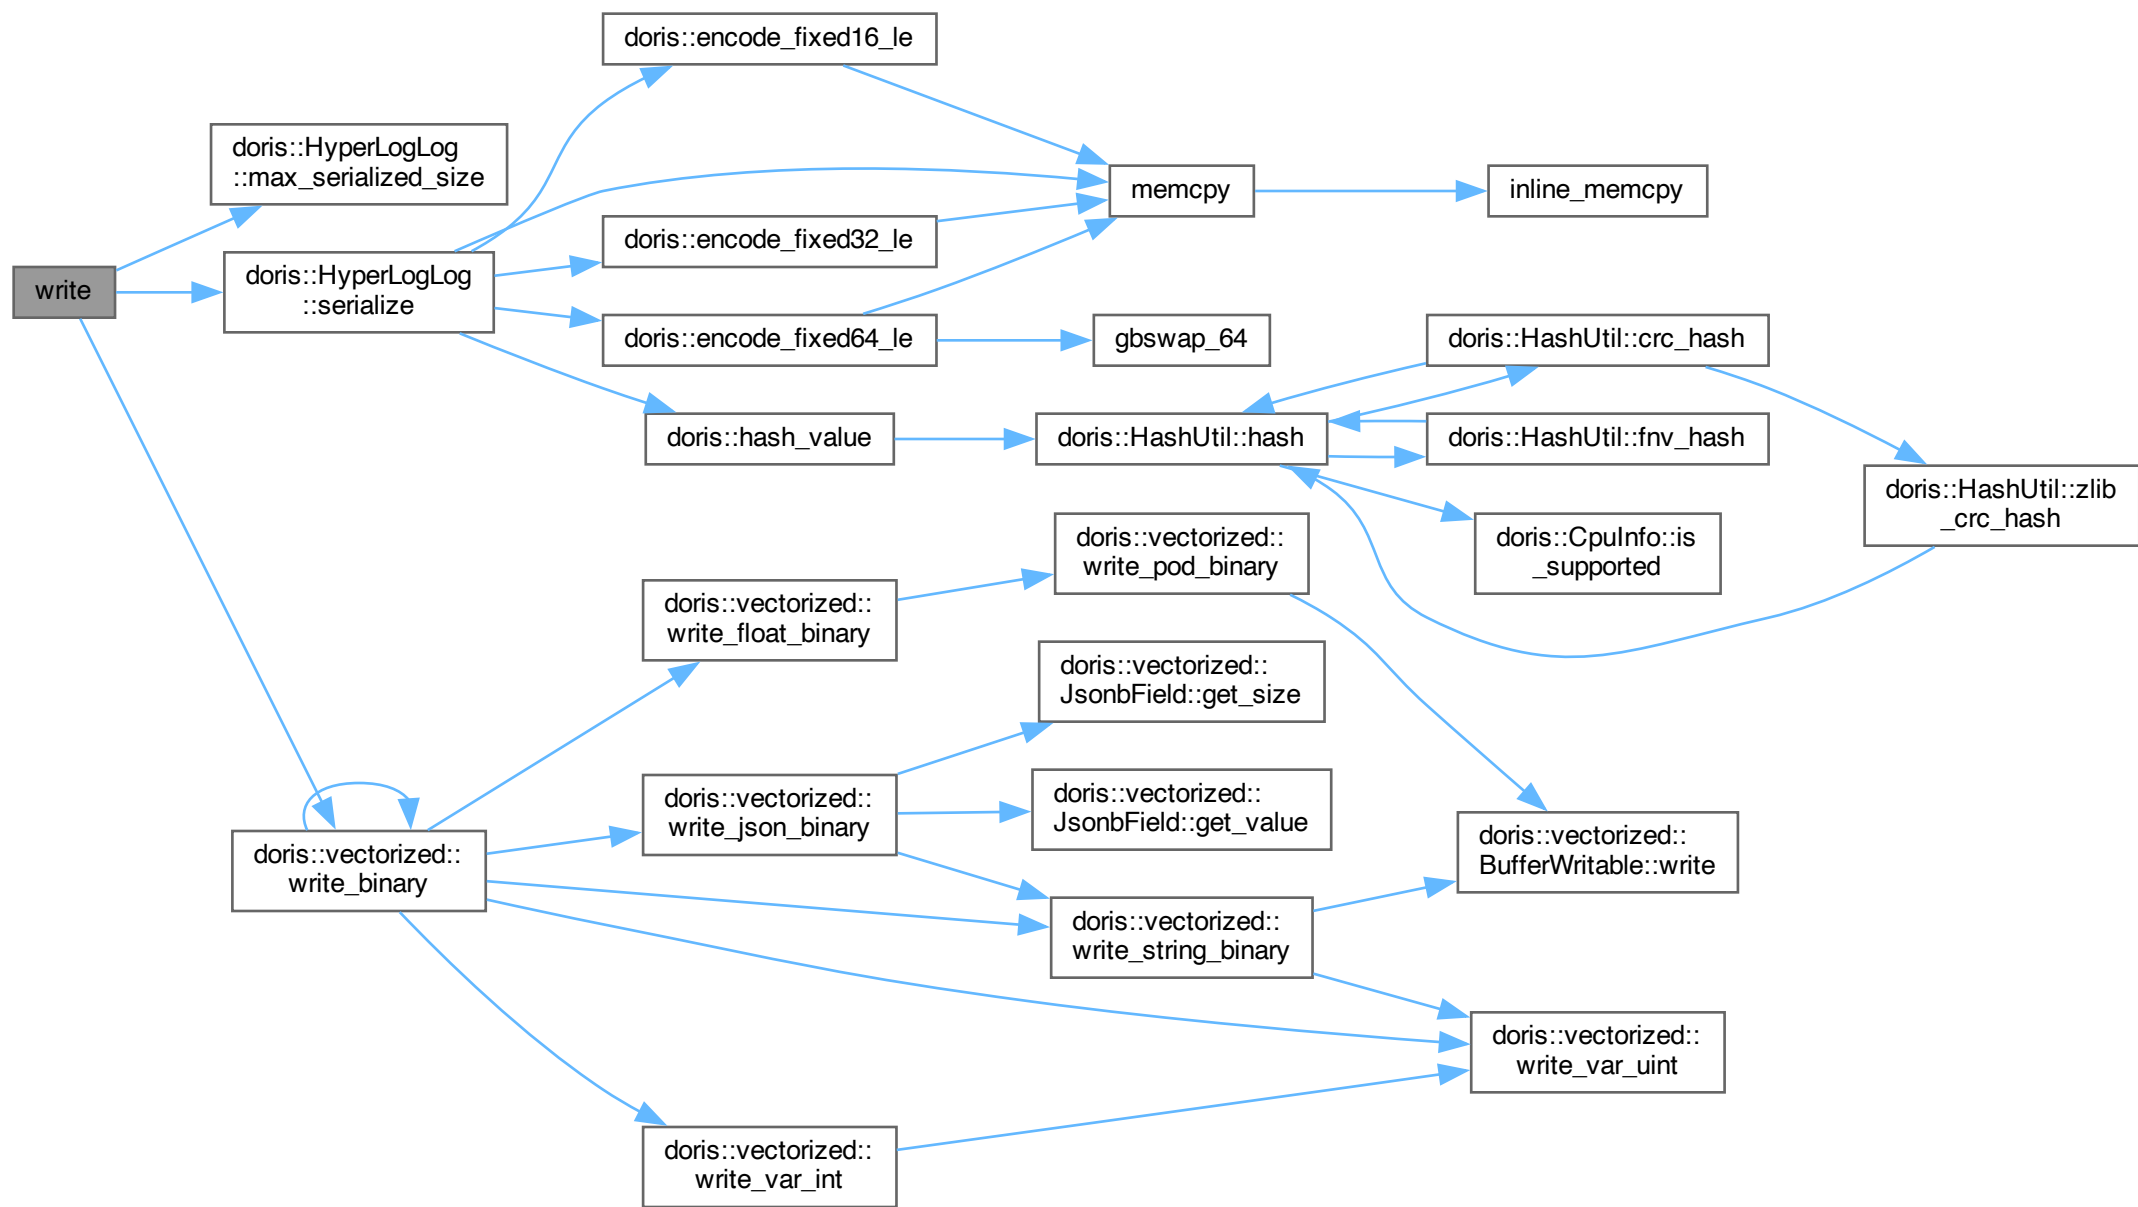 write
doris::HyperLogLog
::max_serialized_size
doris::HyperLogLog
::serialize
doris::encode_fixed16_le
memcpy
inline_memcpy
doris::encode_fixed32_le
doris::encode_fixed64_le
gbswap_64
doris::hash_value
doris::HashUtil::hash
doris::HashUtil::crc_hash
doris::HashUtil::zlib
_crc_hash
doris::HashUtil::fnv_hash
doris::CpuInfo::is
_supported
doris::vectorized::
write_binary
doris::vectorized::
write_float_binary
doris::vectorized::
write_pod_binary
doris::vectorized::
BufferWritable::write
doris::vectorized::
write_json_binary
doris::vectorized::
JsonbField::get_size
doris::vectorized::
JsonbField::get_value
doris::vectorized::
write_string_binary
doris::vectorized::
write_var_uint
doris::vectorized::
write_var_int